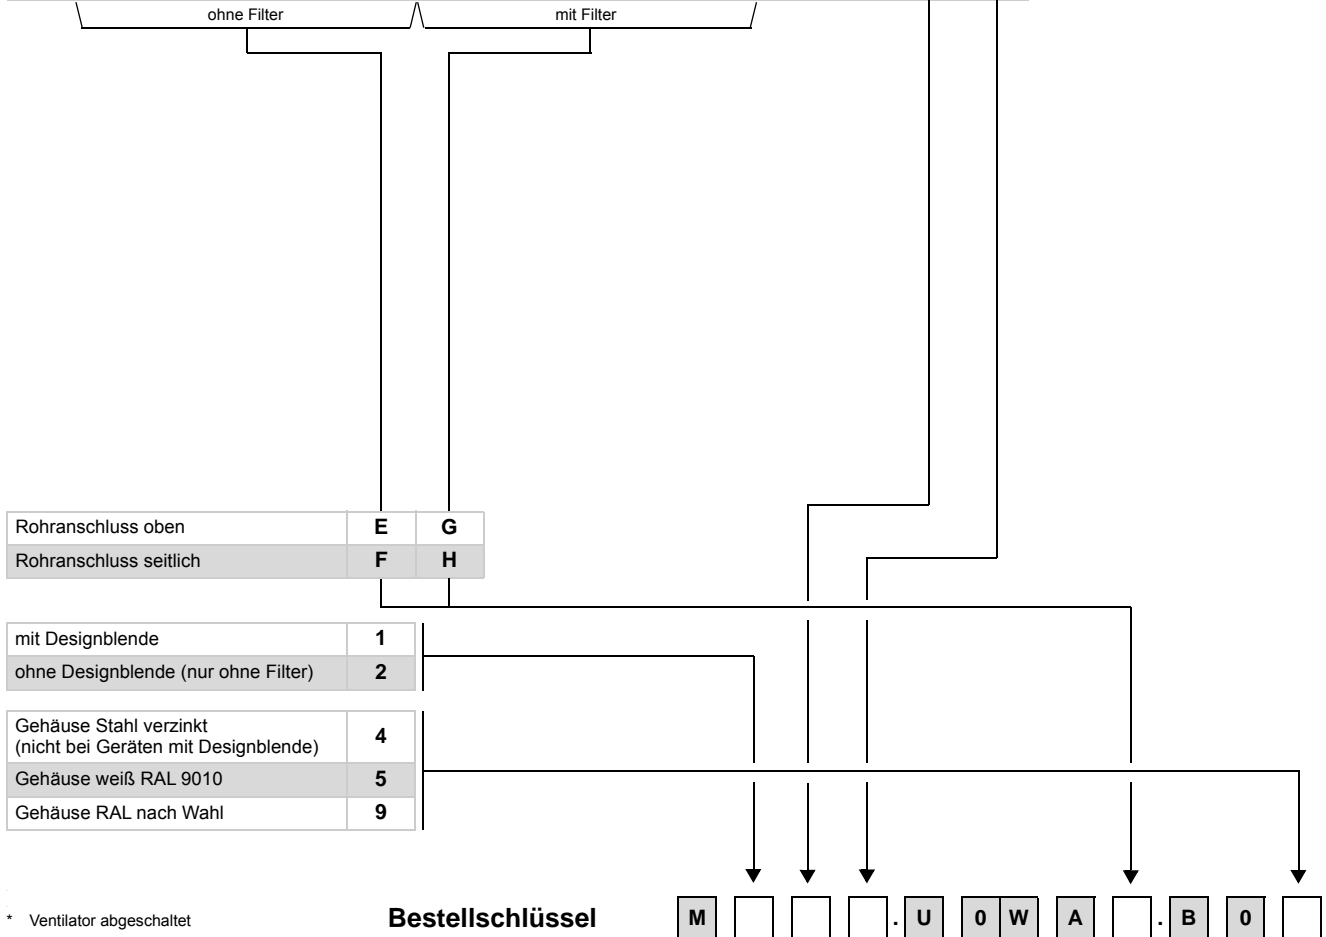 ohne Filter mit Filter
Rohranschluss oben E G
Rohranschluss seitlich F H
mit Designblende 1
ohne Designblende (nur ohne Filter) 2
Gehäuse Stahl verzinkt
(nicht bei Geräten mit Designblende) 4
Gehäuse weiß RAL 9010 5
Gehäuse RAL nach Wahl 9
* Ventilator abgeschaltet Bestellschlüssel M . U 0 W A . B 0